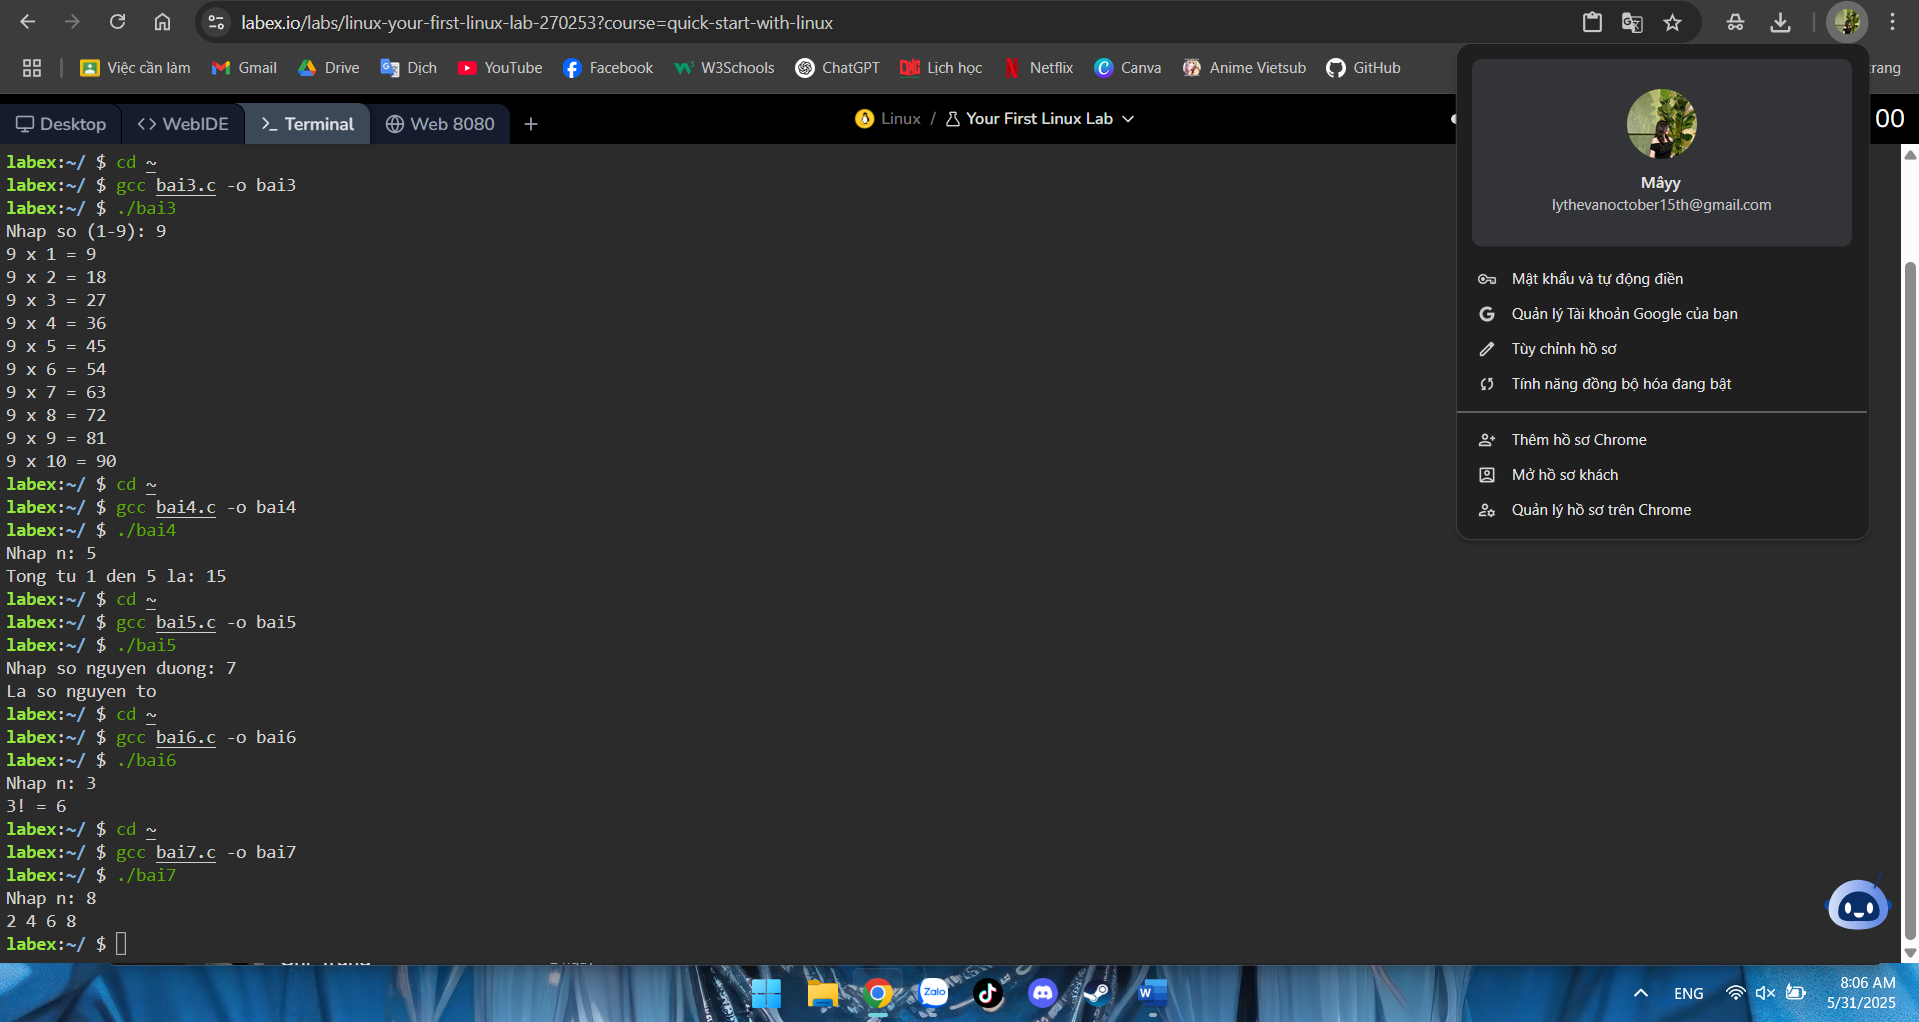 labex.io/labs/linux-your-first-linux-lab-270253?course=quick-start-with-linux
Việc cần làm Gmail Drive Dịch YouTube Facebook W3Schools ChatGPT Lịch học Netflix Canva Anime Vietsub GitHub
Desktop WebIDE Terminal Web 8080 +
Linux / Your First Linux Lab
00
labex:~/ $ cd ~
labex:~/ $ gcc bai3.c -o bai3
labex:~/ $ ./bai3
Nhap so (1-9): 9
9 x 1 = 9
9 x 2 = 18
9 x 3 = 27
9 x 4 = 36
9 x 5 = 45
9 x 6 = 54
9 x 7 = 63
9 x 8 = 72
9 x 9 = 81
9 x 10 = 90
labex:~/ $ cd ~
labex:~/ $ gcc bai4.c -o bai4
labex:~/ $ ./bai4
Nhap n: 5
Tong tu 1 den 5 la: 15
labex:~/ $ cd ~
labex:~/ $ gcc bai5.c -o bai5
labex:~/ $ ./bai5
Nhap so nguyen duong: 7
La so nguyen to
labex:~/ $ cd ~
labex:~/ $ gcc bai6.c -o bai6
labex:~/ $ ./bai6
Nhap n: 3
3! = 6
labex:~/ $ cd ~
labex:~/ $ gcc bai7.c -o bai7
labex:~/ $ ./bai7
Nhap n: 8
2 4 6 8
labex:~/ $
Mâyy
lythevanoctober15th@gmail.com
Mật khẩu và tự động điền
Quản lý Tài khoản Google của bạn
Tùy chỉnh hồ sơ
Tính năng đồng bộ hóa đang bật
Thêm hồ sơ Chrome
Mở hồ sơ khách
Quản lý hồ sơ trên Chrome
Zalo
ENG
8:06 AM
5/31/2025